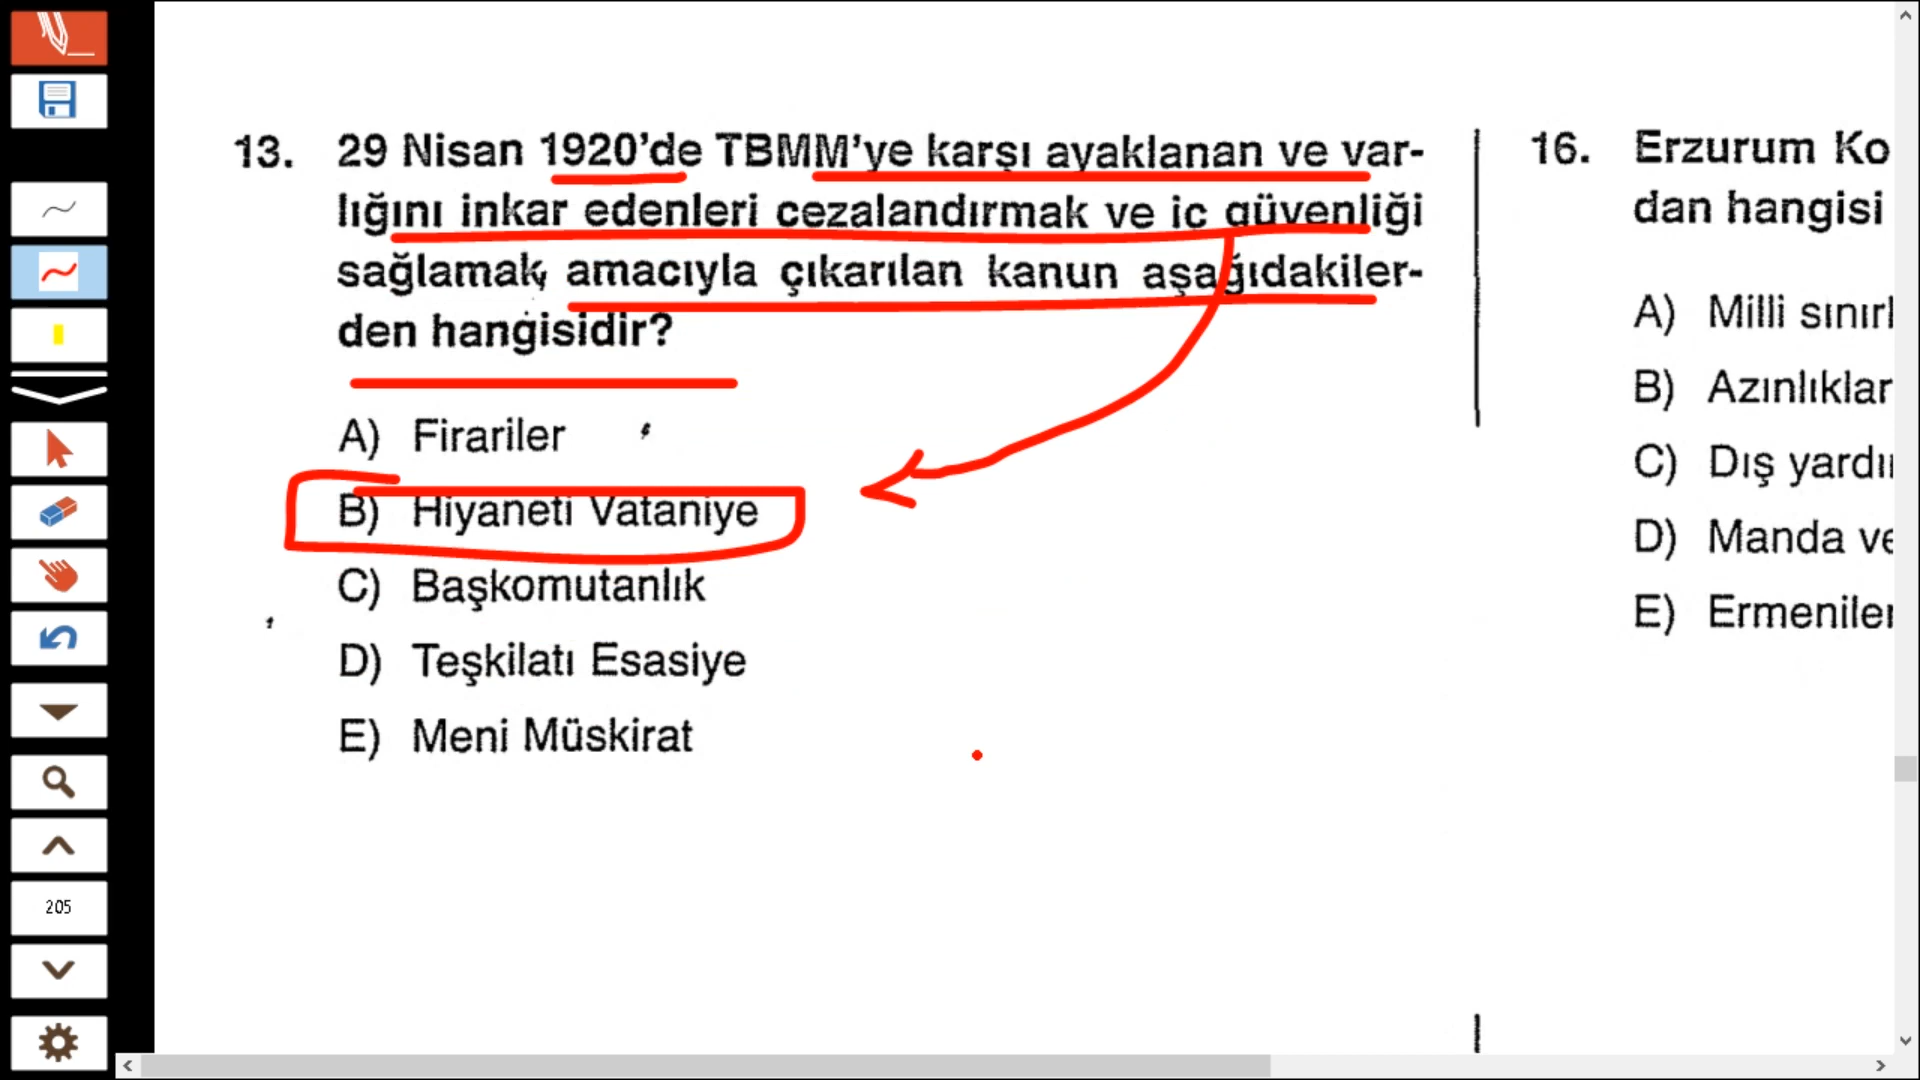 13. 29 Nisan 1920'de TBMM'ye karşı ayaklanan ve var-
lığını inkar edenleri cezalandırmak ve iç güvenliği
sağlamak, amacıyla çıkarılan kanun aşağıdakiler-
den hangisidir?
A) Firariler
B) Hiyaneti Vataniye
C) Başkomutanlık
D) Teşkilatı Esasiye
E) Meni Müskirat
16. Erzurum Ko
dan hangisi
A) Milli sınırl
B) Azınlıklar
C) Dış yardı
D) Manda ve
E) Ermeniler
205